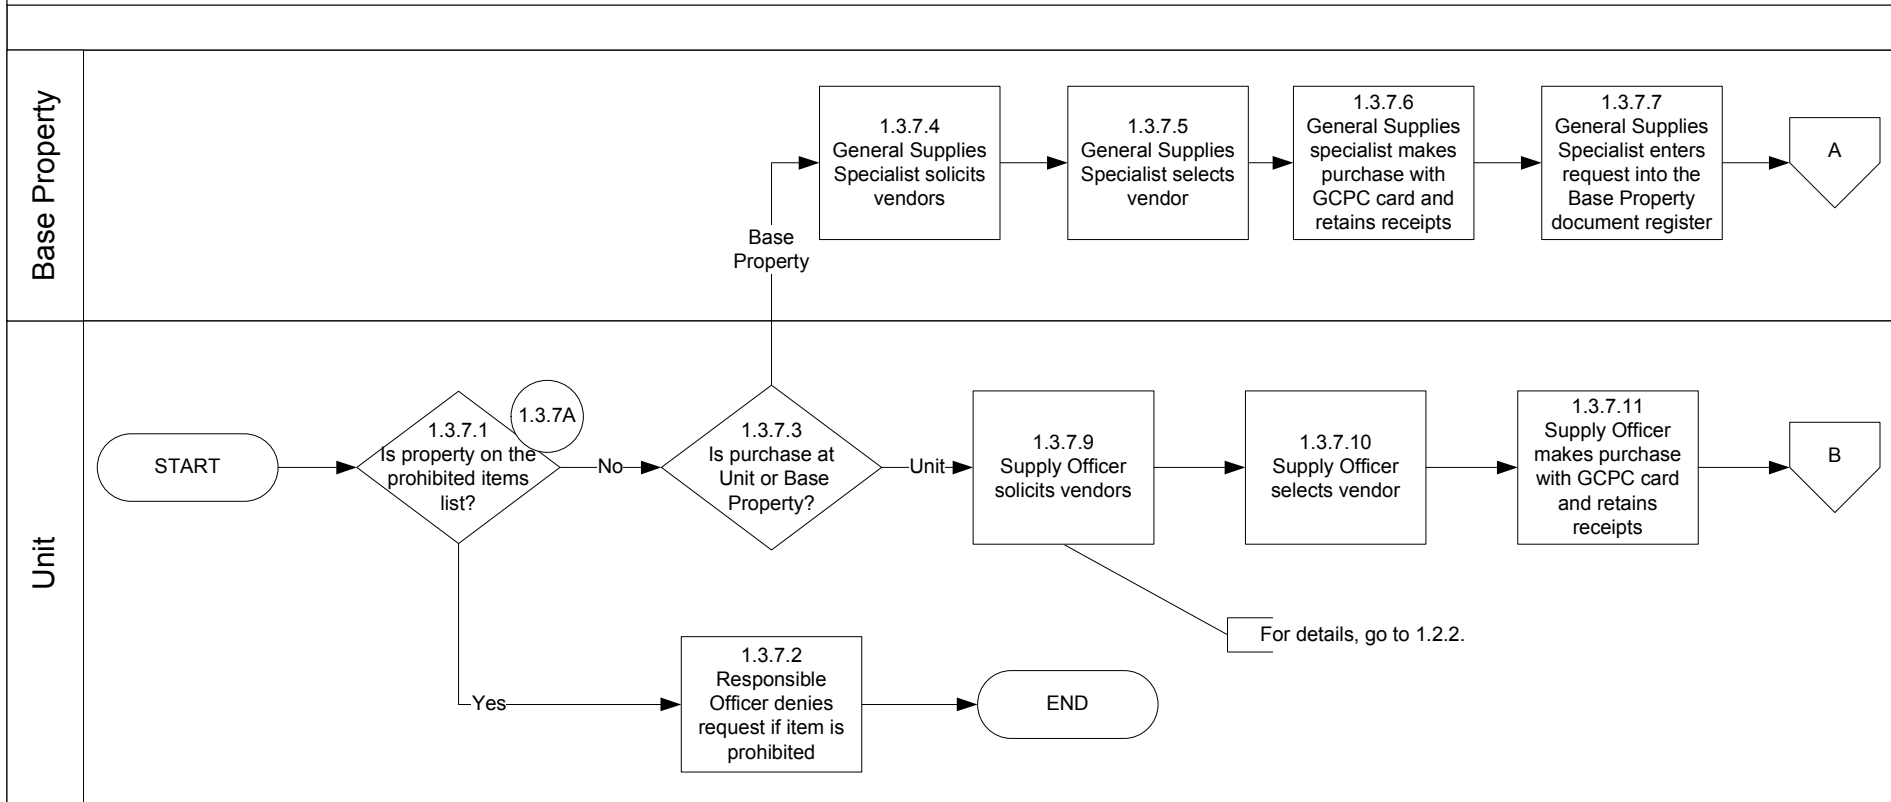 Base Property
1.3.7.4
General Supplies
Specialist solicits
vendors
1.3.7.5
General Supplies
Specialist selects
vendor
1.3.7.6
General Supplies
specialist makes
purchase with
GCPC card and
retains receipts
1.3.7.7
General Supplies
Specialist enters
request into the
Base Property
document register
A
Base
Property
Unit
START
1.3.7.1
Is property on the
prohibited items
list?
1.3.7A
No
1.3.7.3
Is purchase at
Unit or Base
Property?
Unit
1.3.7.9
Supply Officer
solicits vendors
1.3.7.10
Supply Officer
selects vendor
1.3.7.11
Supply Officer
makes purchase
with GCPC card
and retains
receipts
B
For details, go to 1.2.2.
Yes
1.3.7.2
Responsible
Officer denies
request if item is
prohibited
END